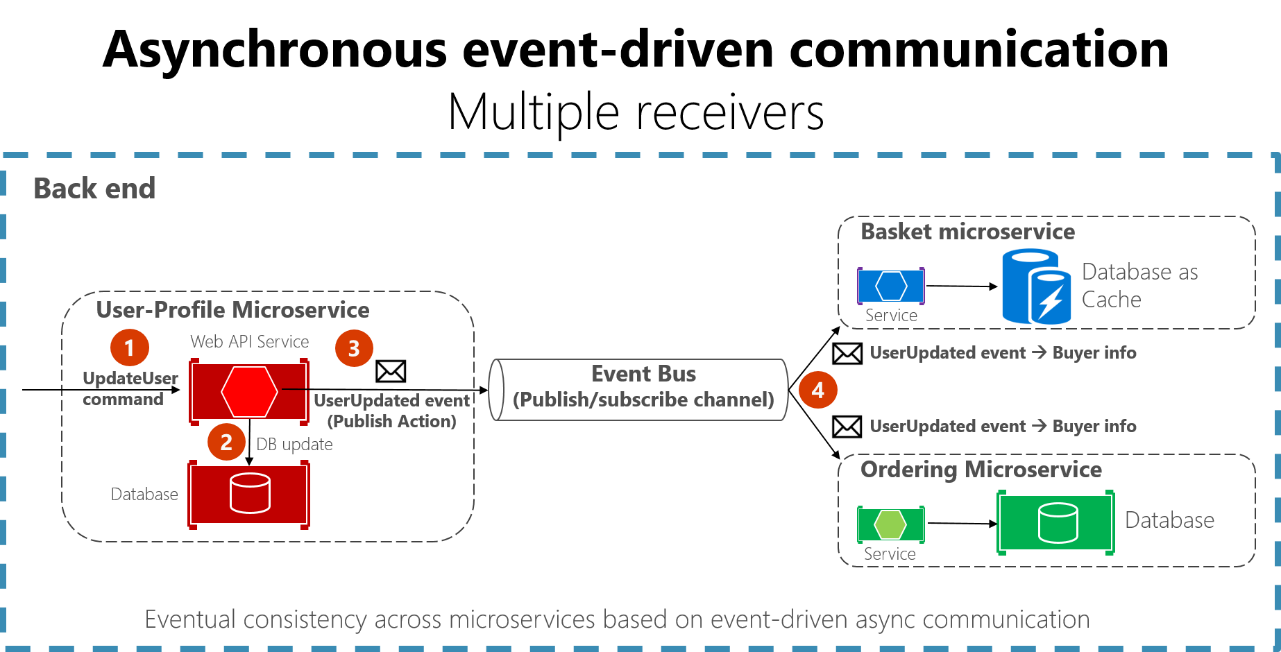 Asynchronous event-driven communication
Multiple receivers
Back end
User-Profile Microservice
1
Web API Service
3
UpdateUser
command
UserUpdated event
(Publish Action)
2
DB update
Database
Event Bus
(Publish/subscribe channel)
4
Basket microservice
Service
Database as
Cache
UserUpdated event → Buyer info
UserUpdated event → Buyer info
Ordering Microservice
Service
Database
Eventual consistency across microservices based on event-driven async communication